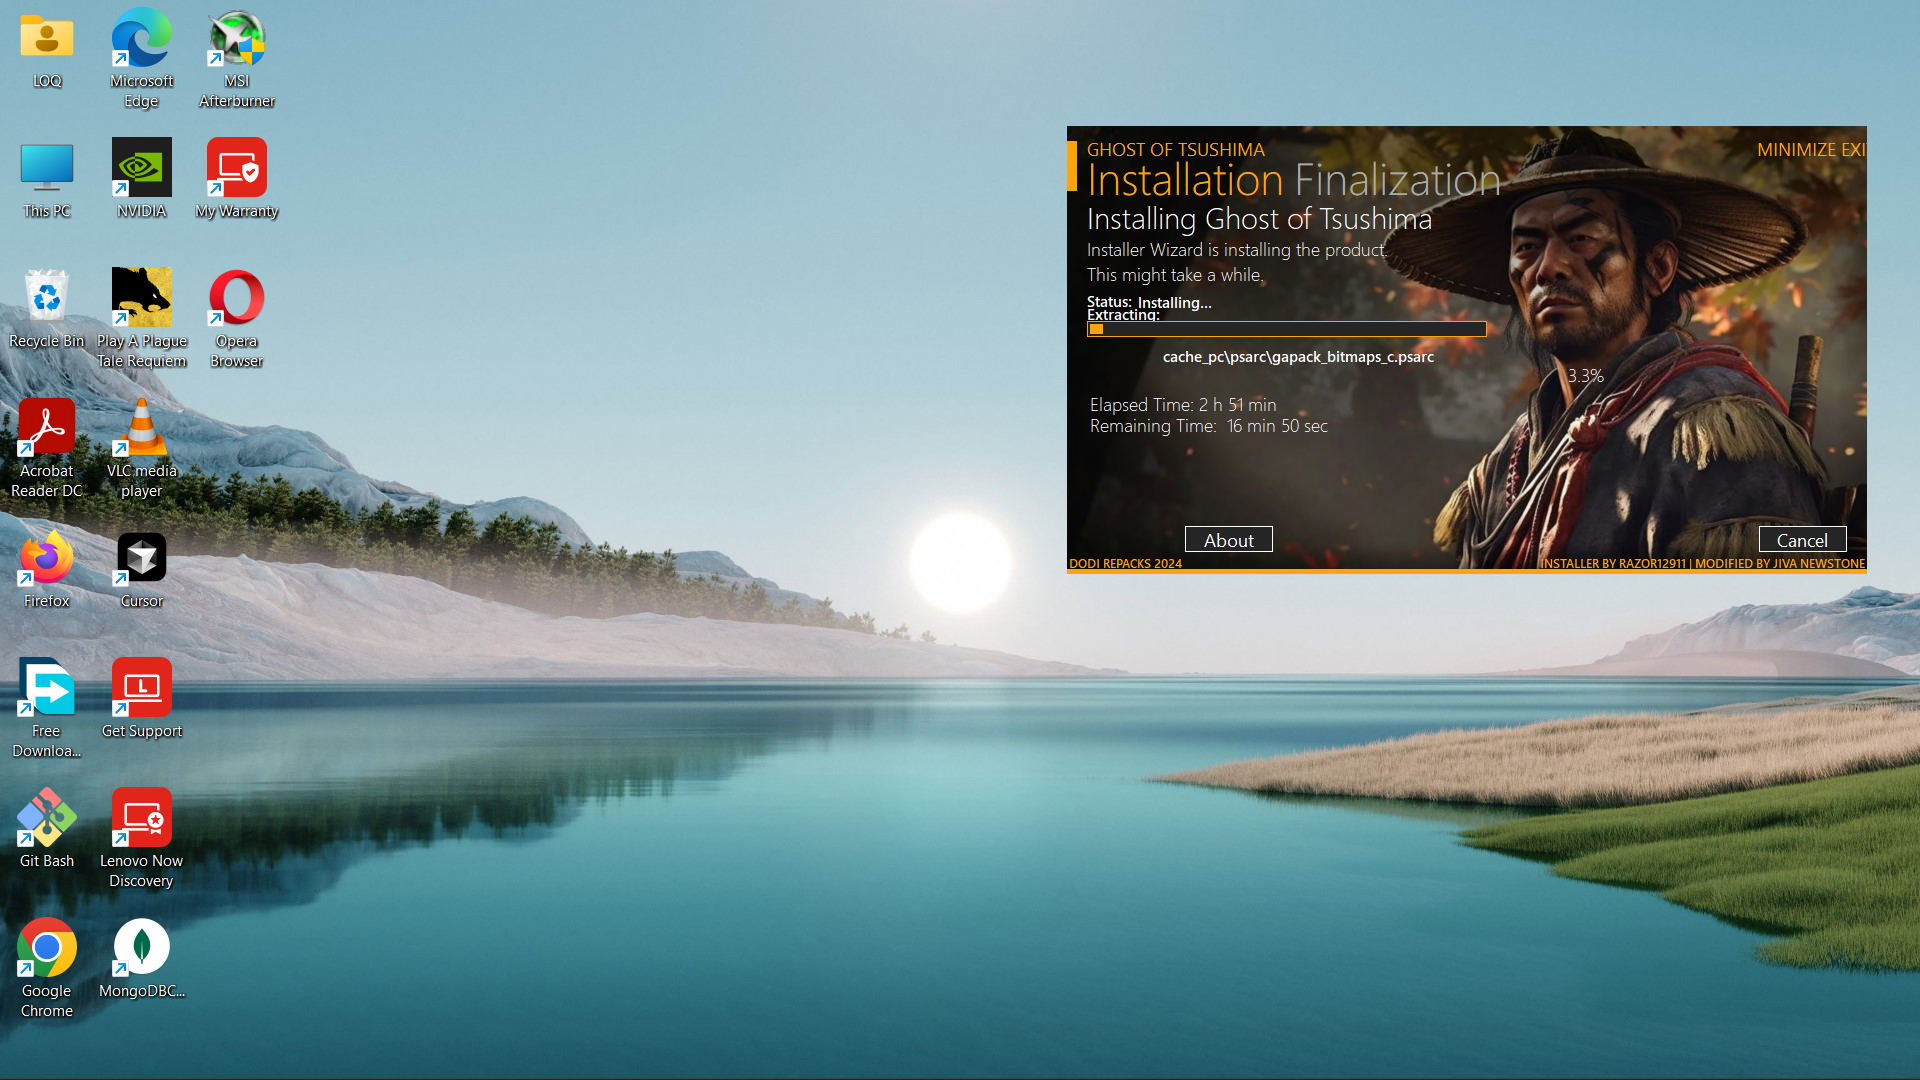 LOQ
Microsoft
Edge
MSI
Afterburner
This PC
NVIDIA
My Warranty
Recycle Bin
Play A Plague
Tale Requiem
Opera
Browser
Acrobat
Reader DC
VLC media
player
Firefox
Cursor
Free
Downloa...
Get Support
Git Bash
Lenovo Now
Discovery
Google
Chrome
MongoDBC...
GHOST OF TSUSHIMA
MINIMIZE EXI
Installation Finalization
Installing Ghost of Tsushima
Installer Wizard is installing the product.
This might take a while.
Status: Installing...
Extracting:
cache_pc\psarc\gapack_bitmaps_c.psarc
3.3%
Elapsed Time: 2 h 51 min
Remaining Time: 16 min 50 sec
About
Cancel
DODI REPACKS 2024
INSTALLER BY RAZOR12911 | MODIFIED BY JIVA NEWSTONE